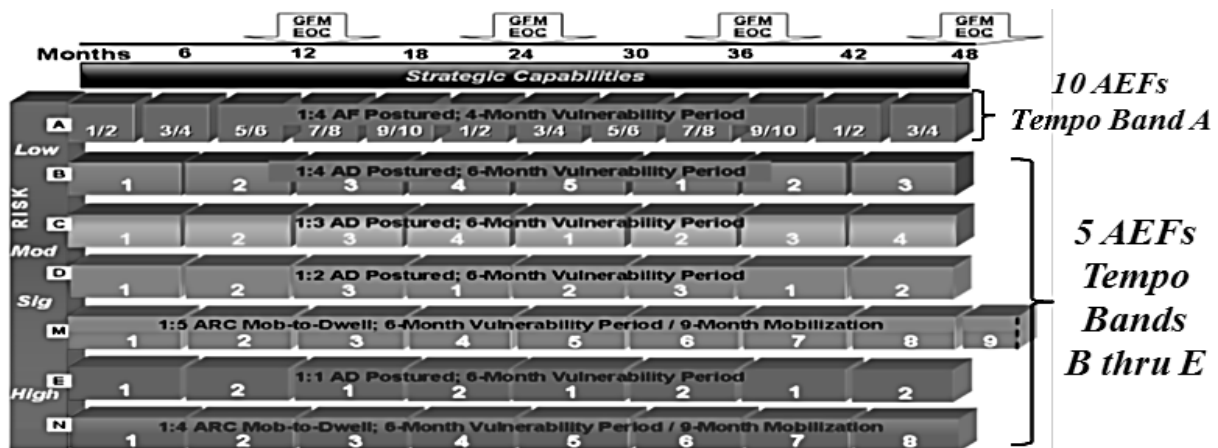 GFM EOC GFM EOC GFM EOC GFM EOC
Months 6 12 18 24 30 36 42 48
Strategic Capabilities
10 AEFs
Tempo Band A
A
1:4 AF Postured; 4-Month Vulnerability Period
1/2 3/4 5/6 7/8 9/10 1/2 3/4 5/6 7/8 9/10 1/2 3/4
Low
B
1:4 AD Postured; 6-Month Vulnerability Period
1 2 3 4 5 1 2 3
RISK
C
1:3 AD Postured; 6-Month Vulnerability Period
1 2 3 4 1 2 3 4
Mod
D
1:2 AD Postured; 6-Month Vulnerability Period
1 2 3 1 2 3 1 2
Sig
M
1:5 ARC Mob-to-Dwell; 6-Month Vulnerability Period / 9-Month Mobilization
1 2 3 4 5 6 7 8 9
E
1:1 AD Postured; 6-Month Vulnerability Period
1 2 1 2 1 2 1 2
High
N
1:4 ARC Mob-to-Dwell; 6-Month Vulnerability Period / 9-Month Mobilization
1 2 3 4 5 6 7 8
5 AEFs
Tempo
Bands
B thru E